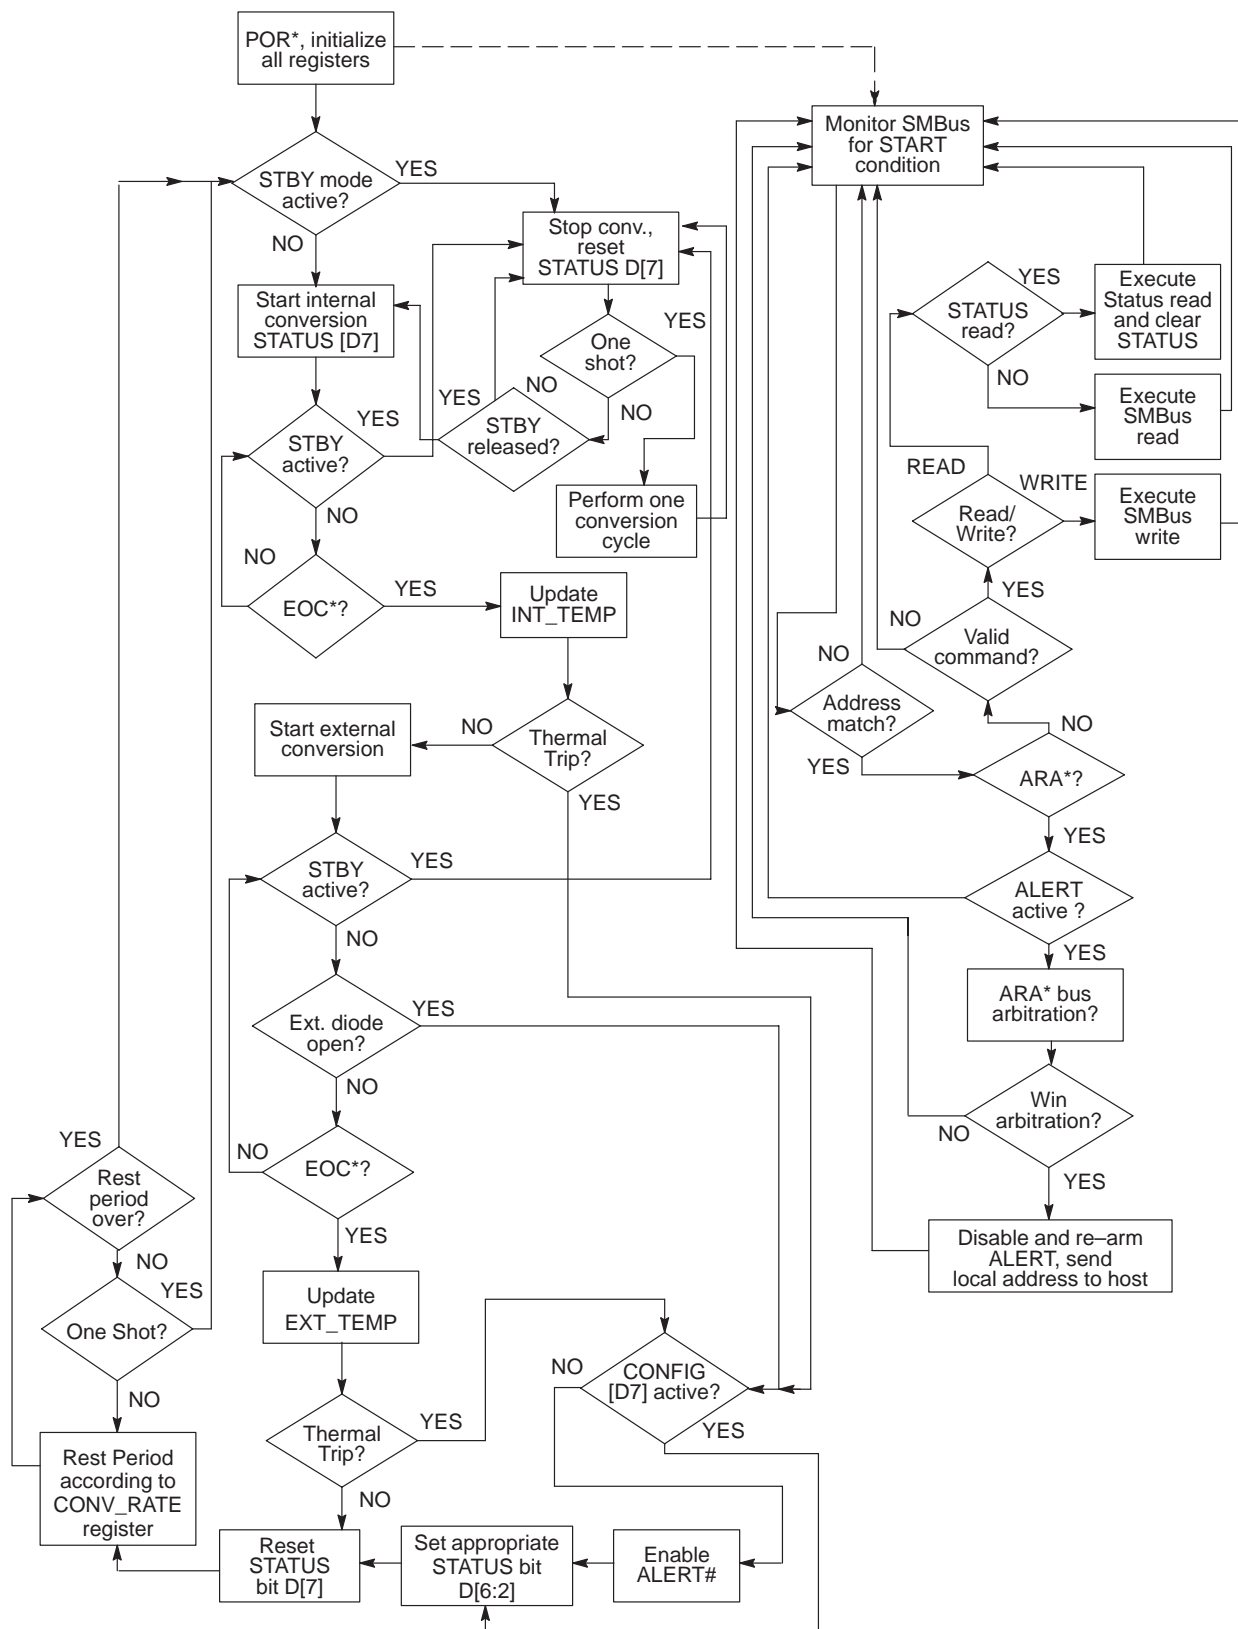 POR*, initialize
all registers
Monitor SMBus
for START
condition
STBY mode
active?
YES
NO
Stop conv.,
reset
STATUS D[7]
Start internal
conversion
STATUS [D7]
YES
One
shot?
NO
NO
YES
STBY
released?
YES
STBY
active?
NO
Perform one
conversion
cycle
NO
EOC*?
YES
Update
INT_TEMP
Start external
conversion
NO
Thermal
Trip?
YES
STBY
active?
YES
NO
Ext. diode
open?
YES
NO
NO
EOC*?
YES
YES
Rest
period
over?
NO
YES
One Shot?
NO
Rest Period
according to
CONV_RATE
register
Update
EXT_TEMP
Thermal
Trip?
YES
NO
NO
CONFIG
[D7] active?
YES
Reset
STATUS
bit D[7]
Set appropriate
STATUS bit
D[6:2]
Enable
ALERT#
STATUS
read?
YES
NO
Execute
Status read
and clear
STATUS
Execute
SMBus
read
READ
WRITE
Read/
Write?
Execute
SMBus
write
YES
NO
Valid
command?
NO
Address
match?
YES
NO
ARA*?
YES
ALERT
active ?
YES
ARA* bus
arbitration?
Win
arbitration?
NO
YES
Disable and re–arm
ALERT, send
local address to host